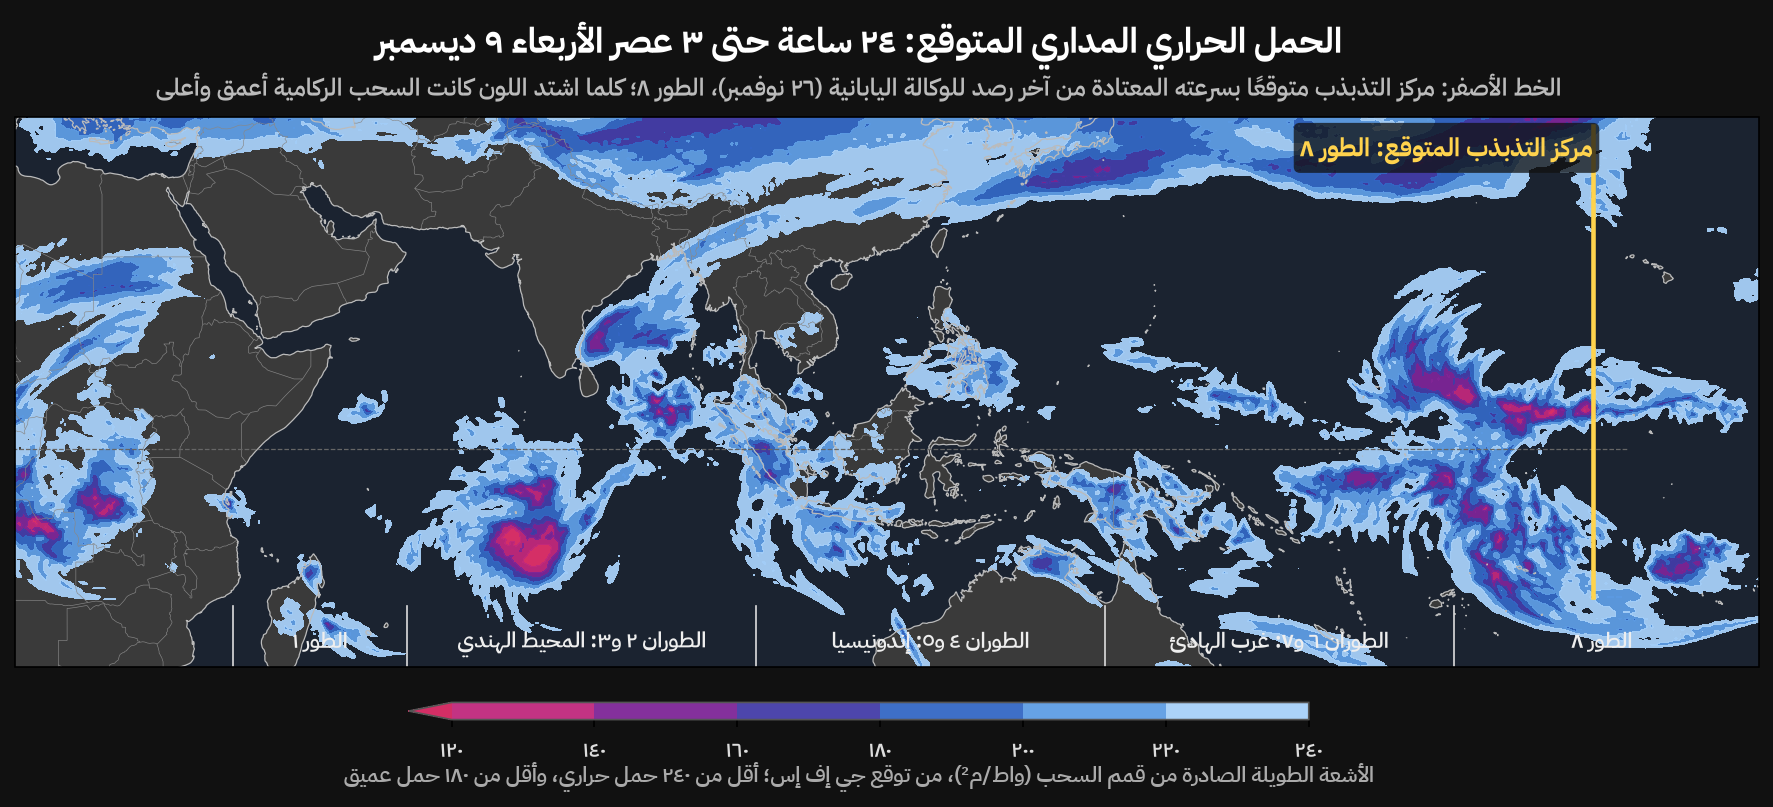 الحمل الحراري المداري المتوقع: ٢٤ ساعة حتى ٣ عصر الأربعاء ٩ ديسمبر
الخط الأصفر: مركز التذبذب متوقعًا بسرعته المعتادة من آخر رصد للوكالة اليابانية (٢٦ نوفمبر)، الطور ٨؛ كلما اشتد اللون كانت السحب الركامية أعمق وأعلى
مركز التذبذب المتوقع: الطور ٨
الطور ١
الطوران ٢ و٣: المحيط الهندي
الطوران ٤ و٥: إندونيسيا
الطوران ٦ و٧: غرب الهادئ
الطور ٨
١٢٠ ١٤٠ ١٦٠ ١٨٠ ٢٠٠ ٢٢٠ ٢٤٠
الأشعة الطويلة الصادرة من قمم السحب (واط/م²)، من توقع جي إف إس؛ أقل من ٢٤٠ حمل حراري، وأقل من ١٨٠ حمل عميق